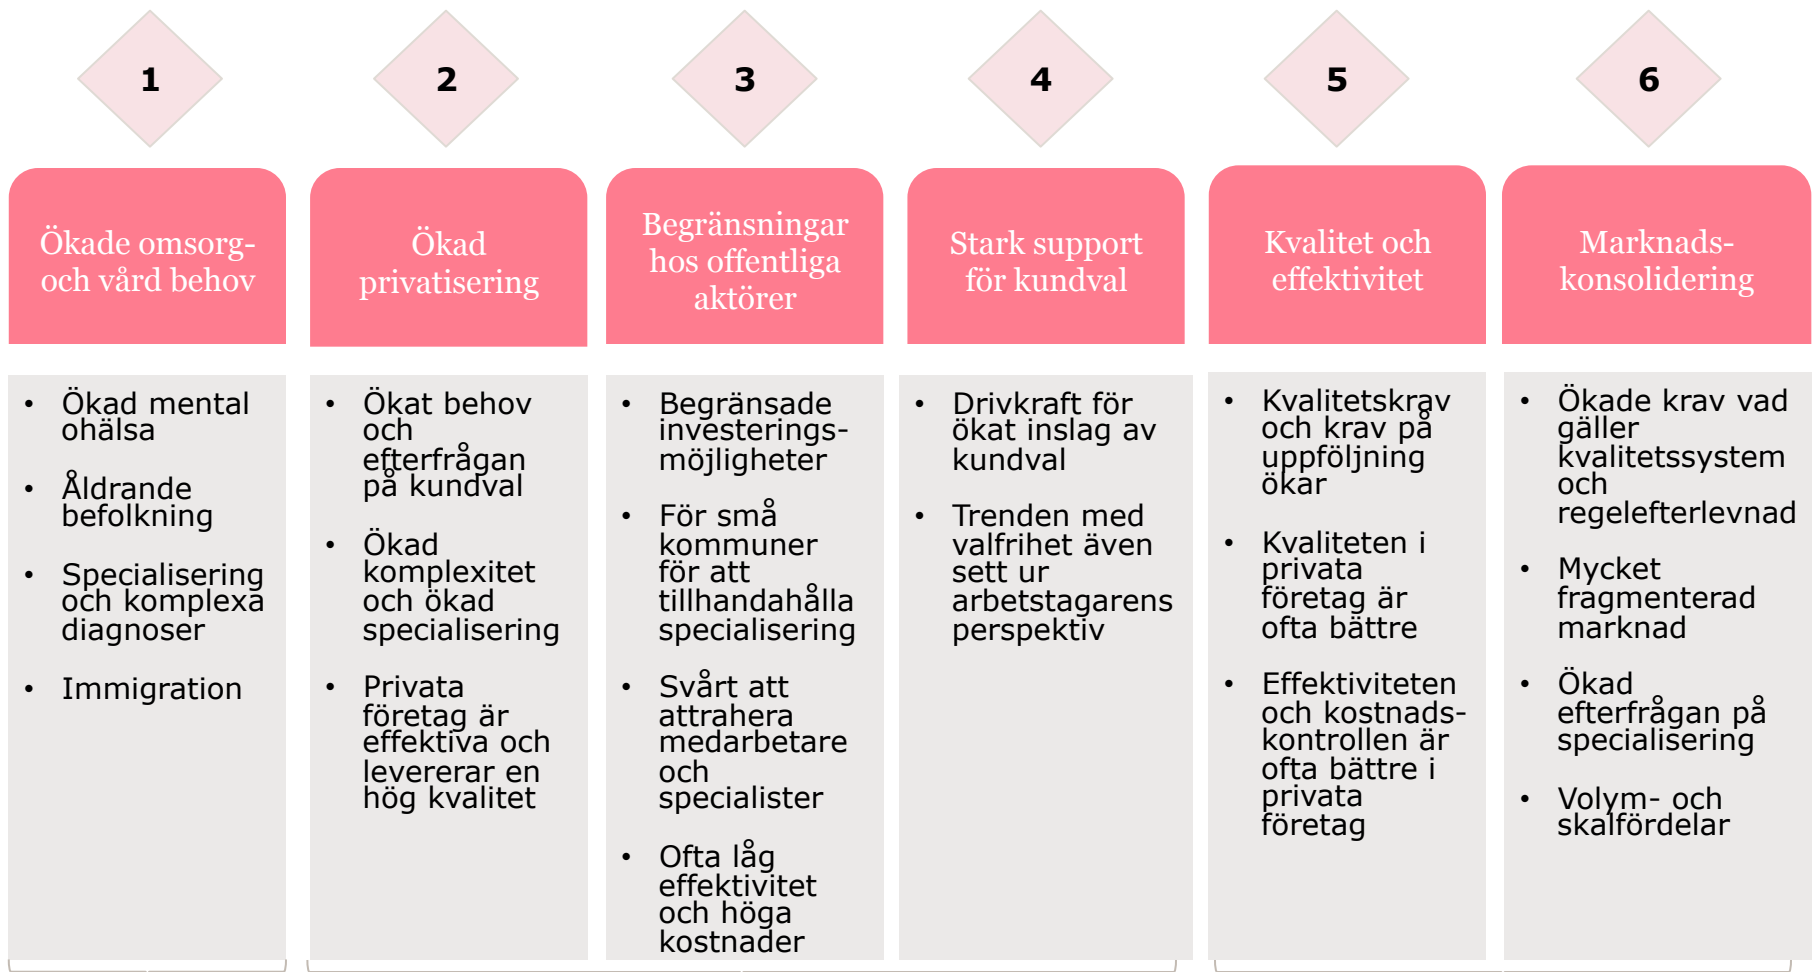 1
2
3
4
5
6
Ökade omsorg-
och vård behov
Ökad
privatisering
Begränsningar
hos offentliga
aktörer
Stark support
för kundval
Kvalitet och
effektivitet
Marknads-
konsolidering
• Ökad mental
ohälsa
• Åldrande
befolkning
• Specialisering
och komplexa
diagnoser
• Immigration
• Ökat behov
och
efterfrågan
på kundval
• Ökad
komplexitet
och ökad
specialisering
• Privata
företag är
effektiva och
levererar en
hög kvalitet
• Begränsade
investerings-
möjligheter
• För små
kommuner
för att
tillhandahålla
specialisering
• Svårt att
attrahera
medarbetare
och
specialister
• Ofta låg
effektivitet
och höga
kostnader
• Drivkraft för
ökat inslag av
kundval
• Trenden med
valfrihet även
sett ur
arbetstagarens
perspektiv
• Kvalitetskrav
och krav på
uppföljning
ökar
• Kvaliteten i
privata
företag är
ofta bättre
• Effektiviteten
och kostnads-
kontrollen är
ofta bättre i
privata
företag
• Ökade krav vad
gäller
kvalitetssystem
och
regelefterlevnad
• Mycket
fragmenterad
marknad
• Ökad
efterfrågan på
specialisering
• Volym- och
skalfördelar